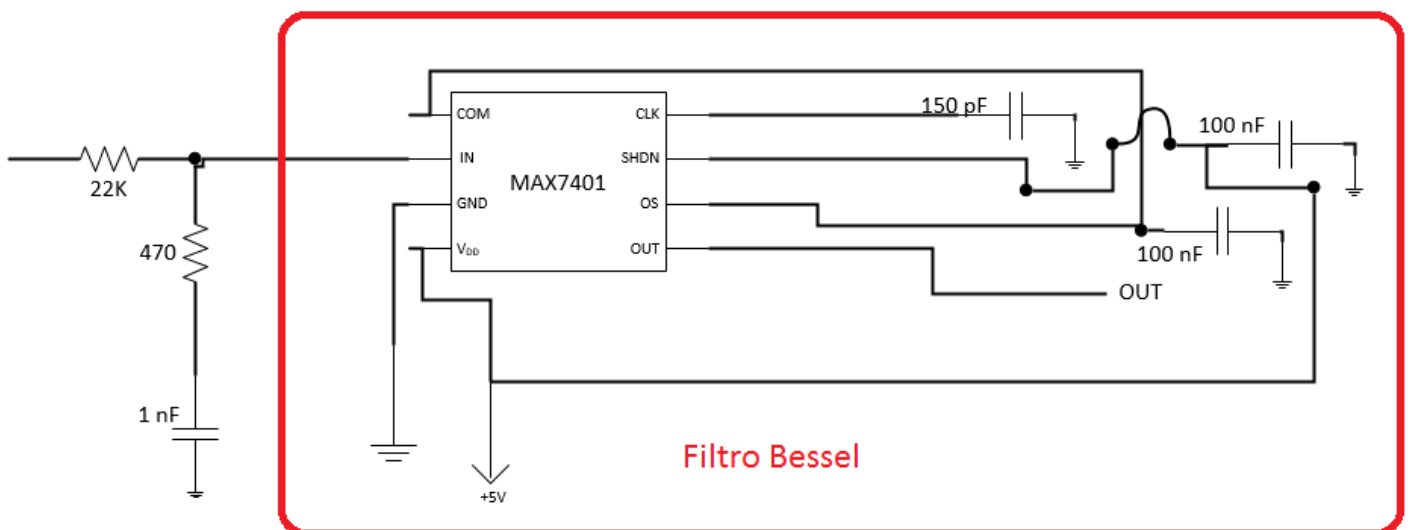 150 pF
100 nF
COM
CLK
IN
SHDN
22K
MAX7401
GND
OS
470
VDD
OUT
100 nF
OUT
1 nF
Filtro Bessel
+5V